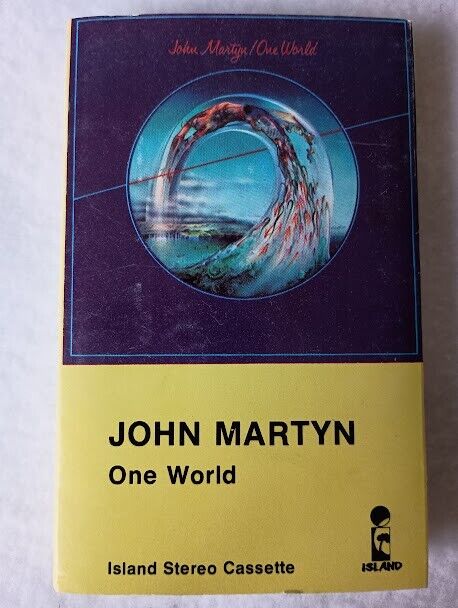 John Martyn/One World
JOHN MARTYN
One World
Island Stereo Cassette
ISLAND